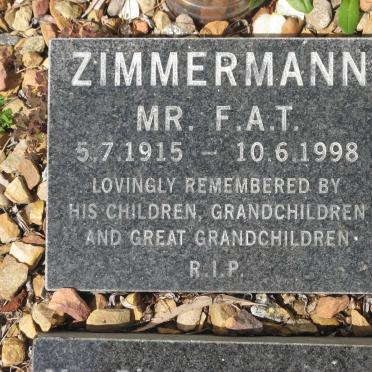 ZIMMERMANN
MR. F.A.T.
5.7.1915 – 10.6.1998
LOVINGLY REMEMBERED BY
HIS CHILDREN, GRANDCHILDREN
AND GREAT GRANDCHILDREN.
R.I.P.